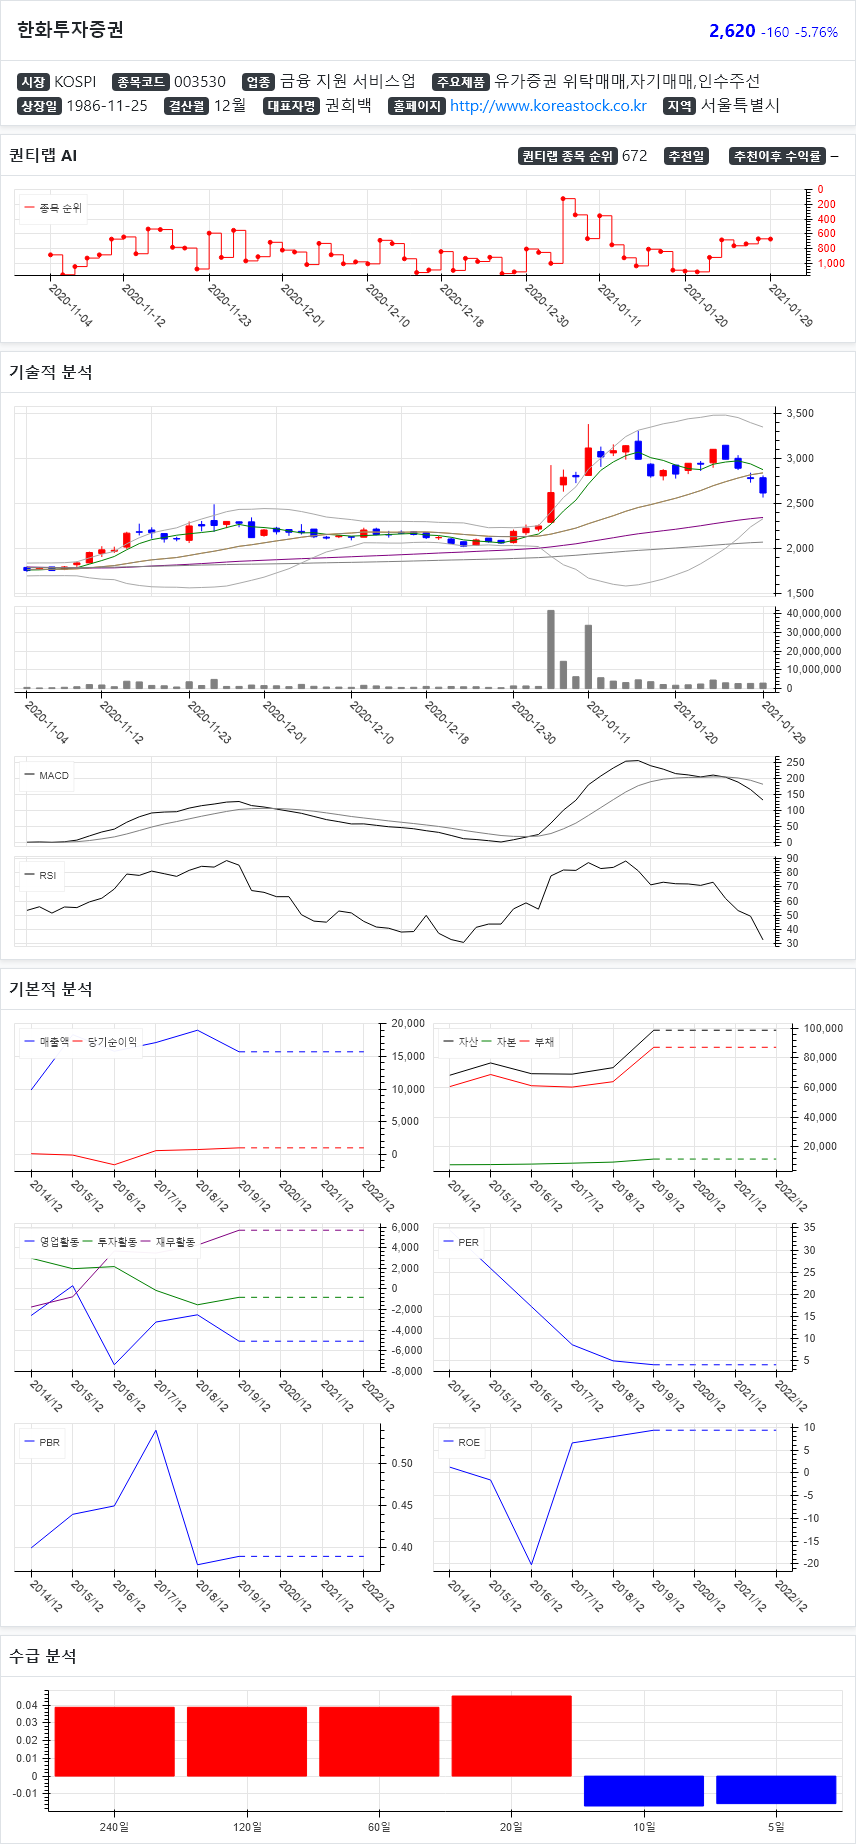 한화투자증권
2,620 -160 -5.76%
시장 KOSPI 종목코드 003530 업종 금융 지원 서비스업 주요제품 유가증권 위탁매매,자기매매,인수주선
상장일 1986-11-25 결산월 12월 대표자명 권희백 홈페이지 http://www.koreastock.co.kr 지역 서울특별시
퀀티랩 AI
퀀티랩 종목 순위 672 추천일 추천이후 수익률 –
종목 순위
0
200
400
600
800
1,000
2020-11-04 2020-11-12 2020-11-23 2020-12-01 2020-12-10 2020-12-18 2020-12-30 2021-01-11 2021-01-20 2021-01-29
기술적 분석
3,500
3,000
2,500
2,000
1,500
40,000,000
30,000,000
20,000,000
10,000,000
0
2020-11-04 2020-11-12 2020-11-23 2020-12-01 2020-12-10 2020-12-18 2020-12-30 2021-01-11 2021-01-20 2021-01-29
MACD
250
200
150
100
50
0
RSI
90
80
70
60
50
40
30
기본적 분석
매출액 당기순이익
20,000
15,000
10,000
5,000
0
2014/12 2015/12 2016/12 2017/12 2018/12 2019/12 2020/12 2021/12 2022/12
자산 자본 부채
100,000
80,000
60,000
40,000
20,000
2014/12 2015/12 2016/12 2017/12 2018/12 2019/12 2020/12 2021/12 2022/12
영업활동 투자활동 재무활동
6,000
4,000
2,000
0
-2,000
-4,000
-6,000
-8,000
2014/12 2015/12 2016/12 2017/12 2018/12 2019/12 2020/12 2021/12 2022/12
PER
35
30
25
20
15
10
5
2014/12 2015/12 2016/12 2017/12 2018/12 2019/12 2020/12 2021/12 2022/12
PBR
0.50
0.45
0.40
2014/12 2015/12 2016/12 2017/12 2018/12 2019/12 2020/12 2021/12 2022/12
ROE
10
5
0
-5
-10
-15
-20
2014/12 2015/12 2016/12 2017/12 2018/12 2019/12 2020/12 2021/12 2022/12
수급 분석
0.04
0.03
0.02
0.01
0
-0.01
240일 120일 60일 20일 10일 5일